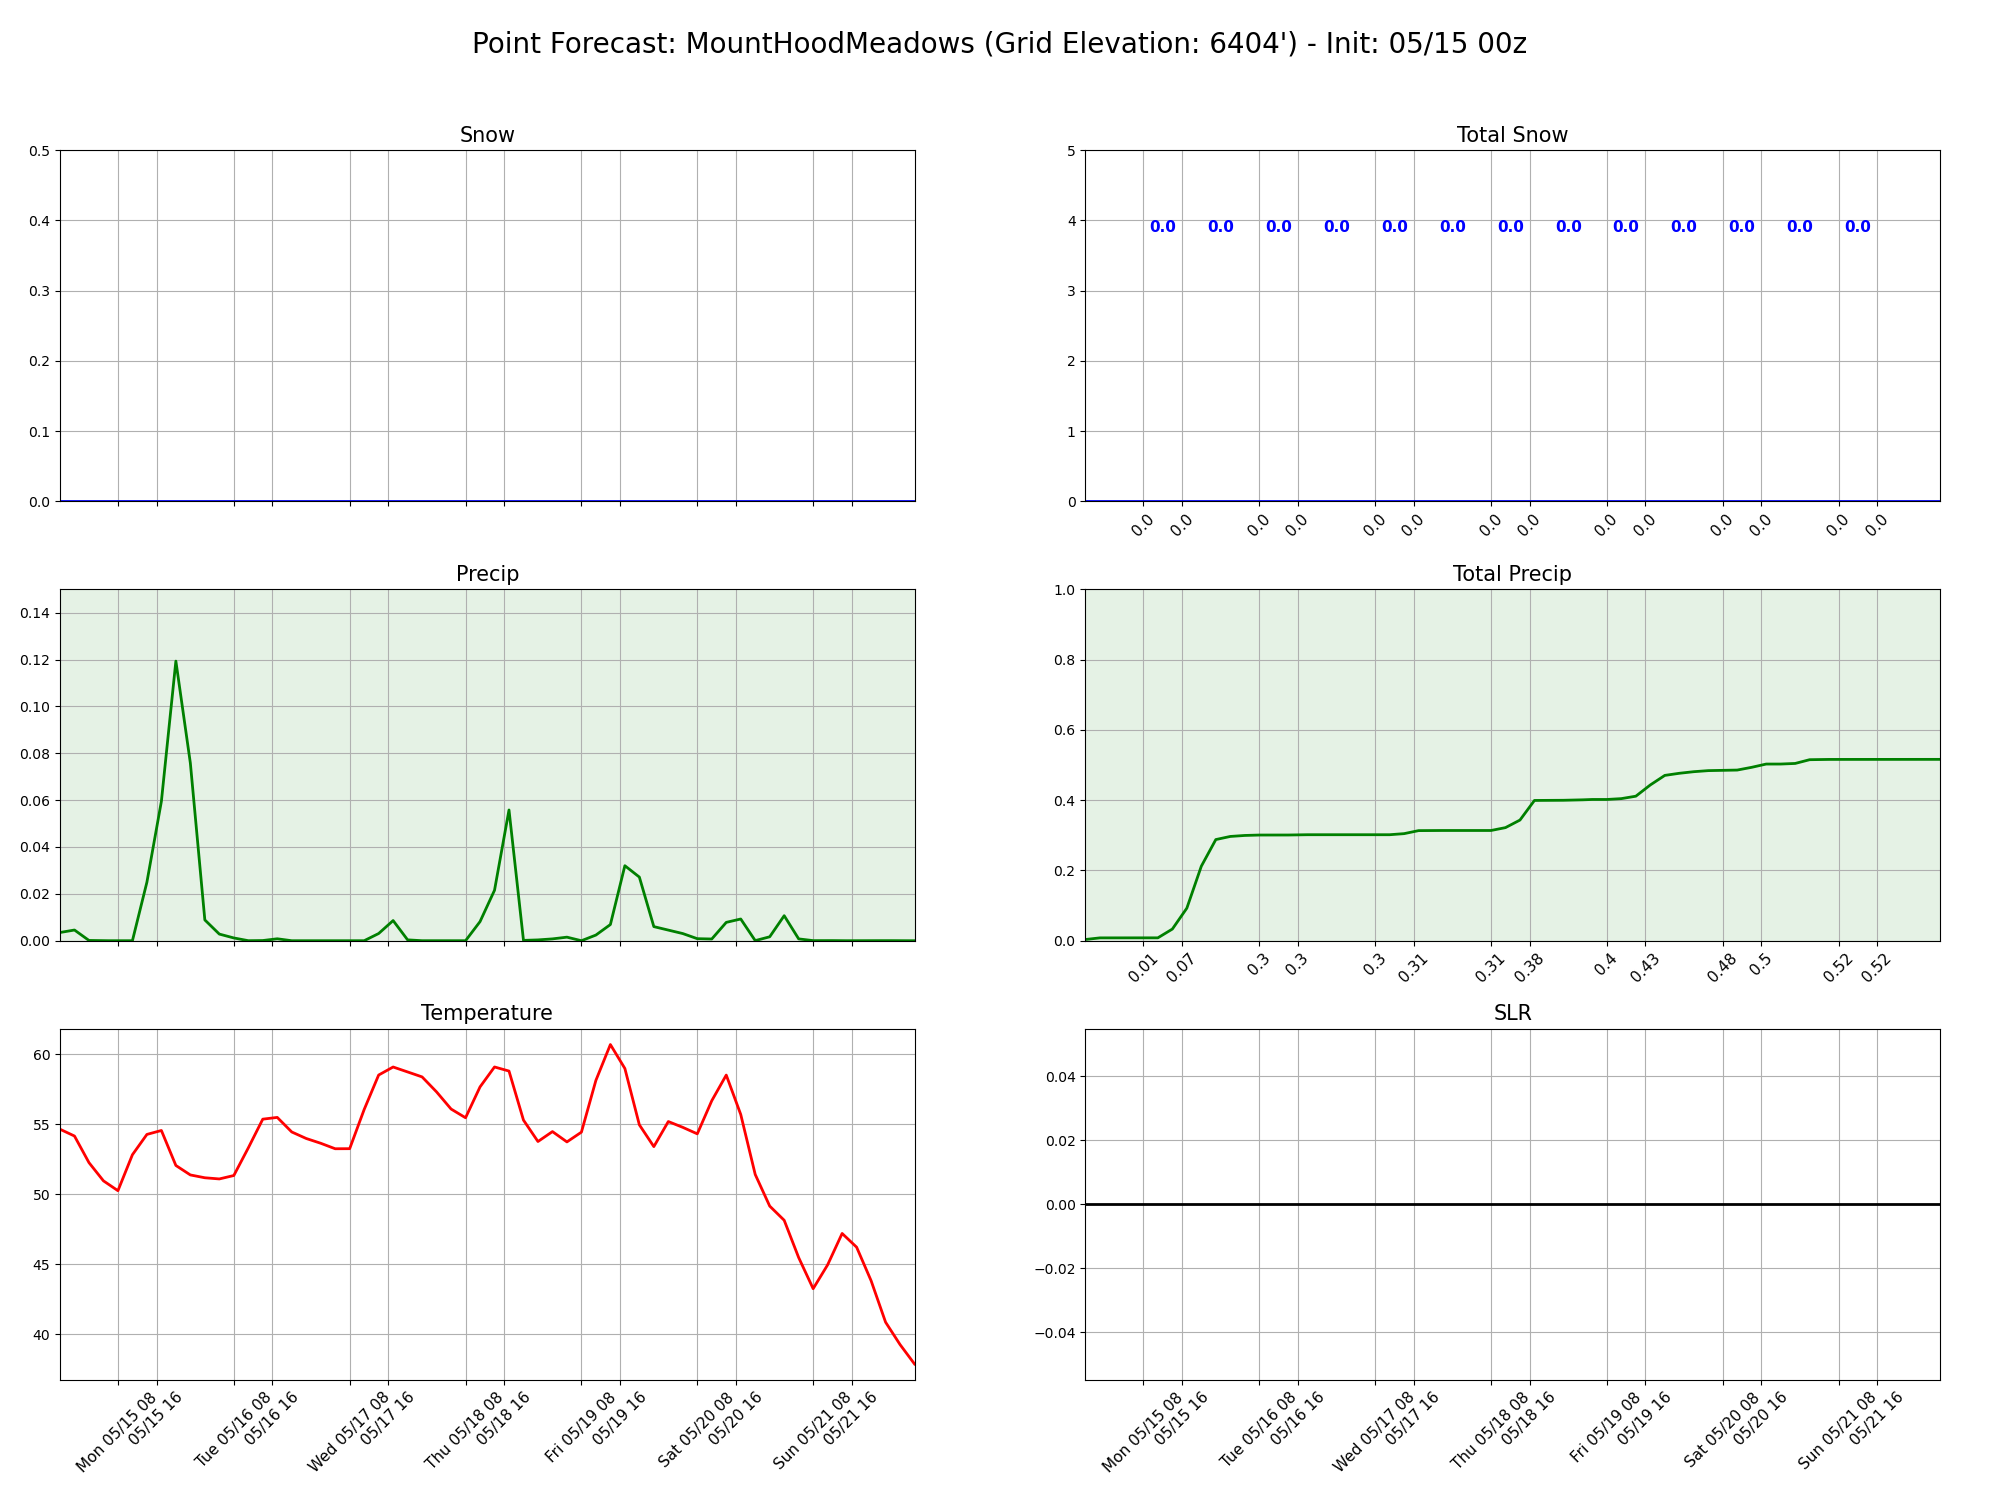 Point Forecast: MountHoodMeadows (Grid Elevation: 6404') - Init: 05/15 00z
Snow
0.5
0.4
0.3
0.2
0.1
0.0
Total Snow
5
4
3
2
1
0
0.0 0.0 0.0 0.0 0.0 0.0 0.0 0.0 0.0 0.0 0.0 0.0 0.0
0.0 0.0 0.0 0.0 0.0 0.0 0.0 0.0 0.0 0.0 0.0 0.0 0.0 0.0
Precip
0.14
0.12
0.10
0.08
0.06
0.04
0.02
0.00
Total Precip
1.0
0.8
0.6
0.4
0.2
0.0
0.01 0.07 0.3 0.3 0.3 0.31 0.31 0.38 0.4 0.43 0.48 0.5 0.52 0.52
Temperature
60
55
50
45
40
Mon 05/15 08
05/15 16
Tue 05/16 08
05/16 16
Wed 05/17 08
05/17 16
Thu 05/18 08
05/18 16
Fri 05/19 08
05/19 16
Sat 05/20 08
05/20 16
Sun 05/21 08
05/21 16
SLR
0.04
0.02
0.00
−0.02
−0.04
Mon 05/15 08
05/15 16
Tue 05/16 08
05/16 16
Wed 05/17 08
05/17 16
Thu 05/18 08
05/18 16
Fri 05/19 08
05/19 16
Sat 05/20 08
05/20 16
Sun 05/21 08
05/21 16